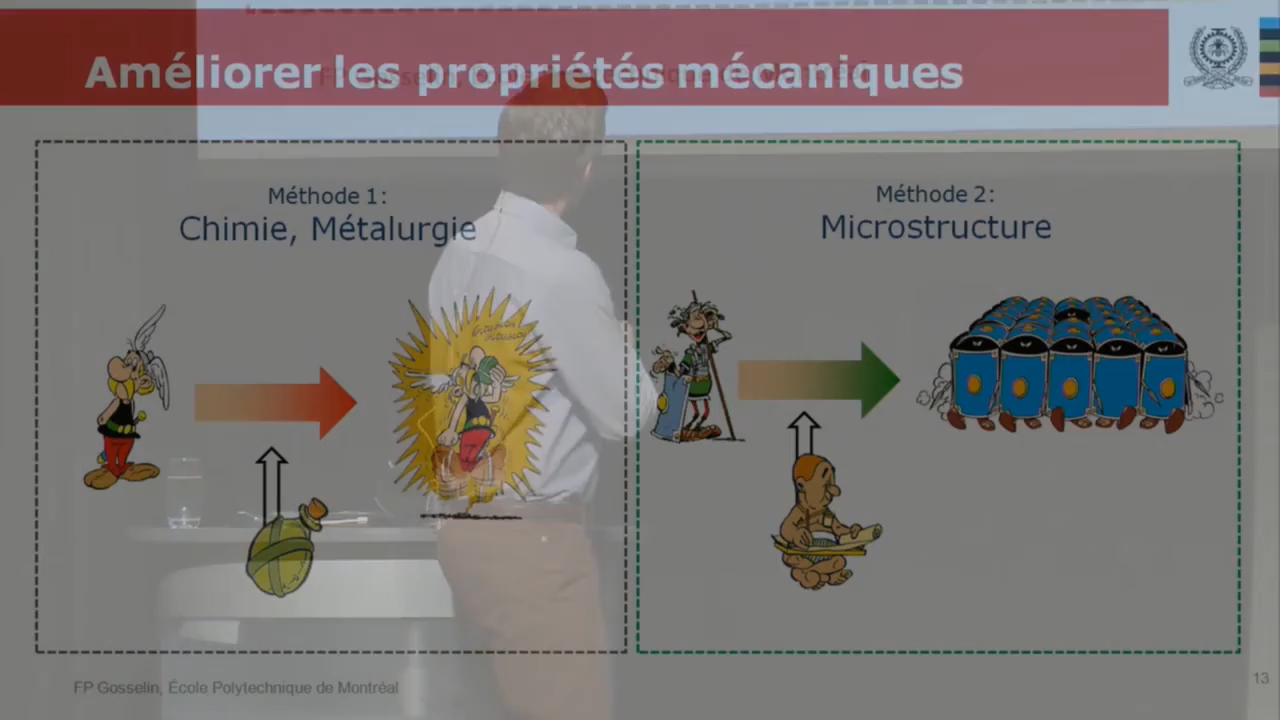 Améliorer les propriétés mécaniques
Méthode 1:
Chimie, Métalurgie
Méthode 2:
Microstructure
FP Gosselin, École Polytechnique de Montréal
13